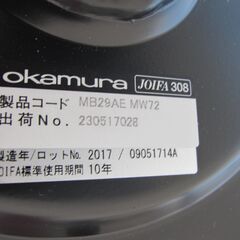 okamura JOIFA 308
製品コード MB29AE MW72
出荷No. 230517028
製造年/ロットNo. 2017 / 09051714A
JOIFA標準使用期間 10年